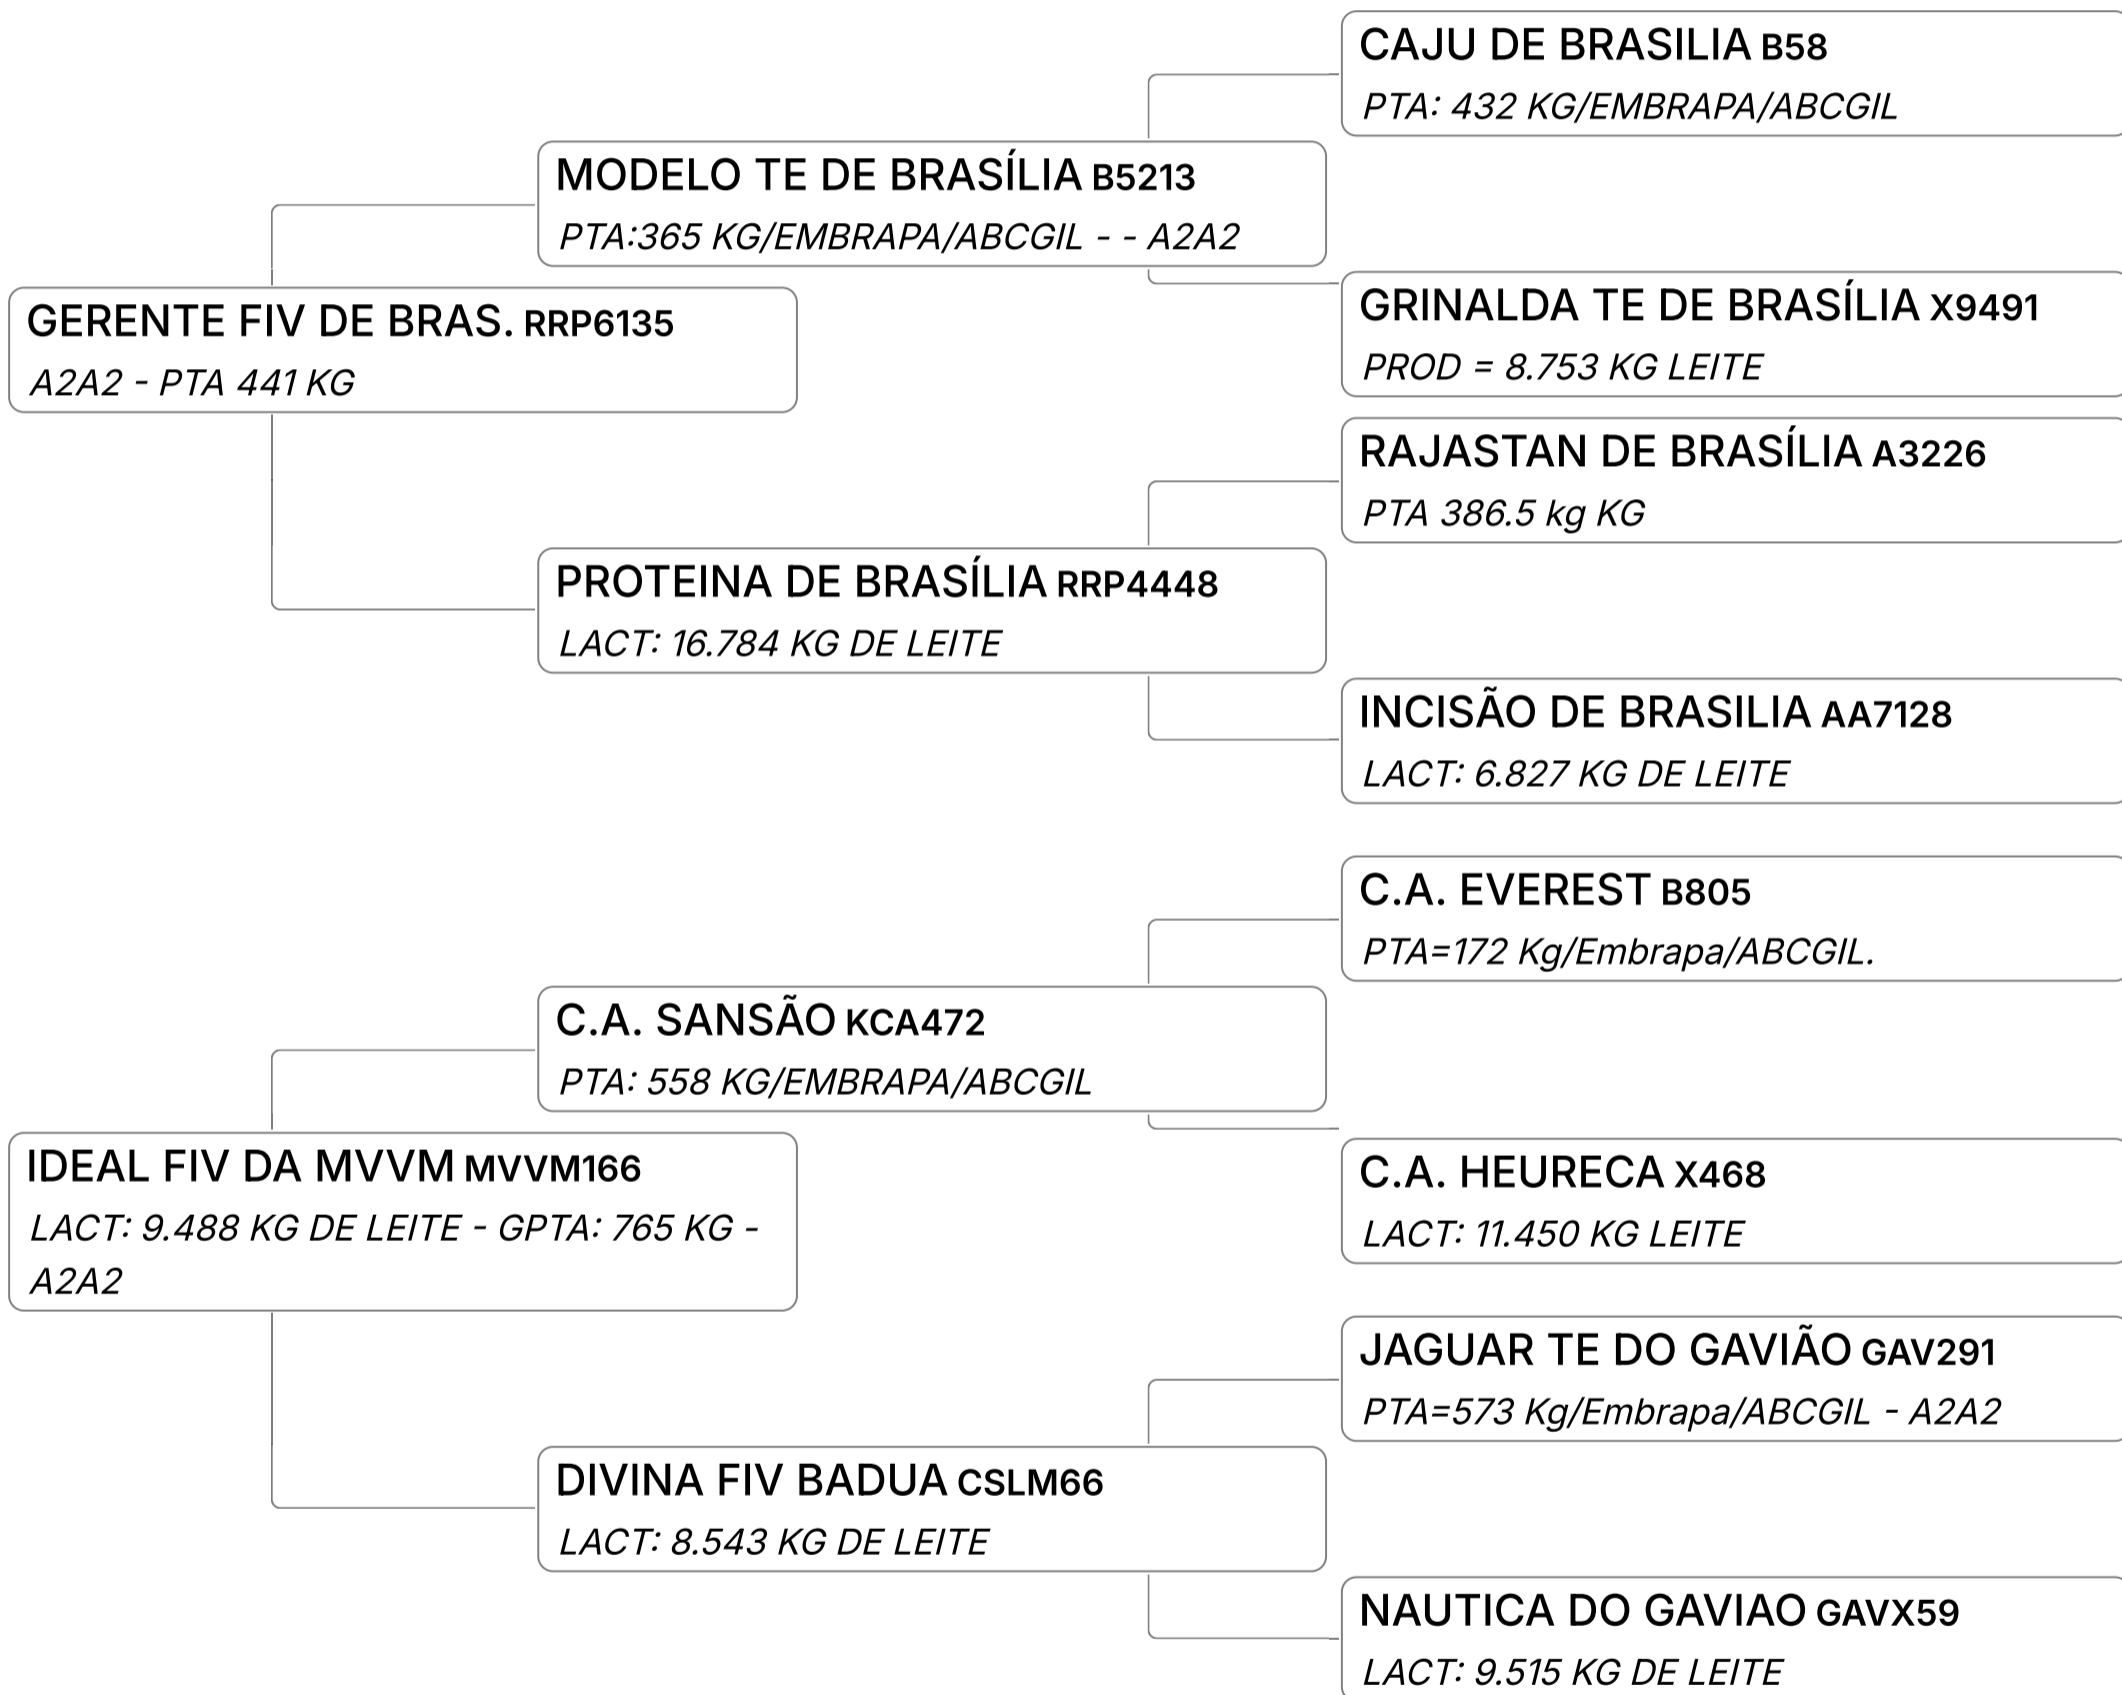 CAJU DE BRASILIA B58
PTA: 432 KG/EMBRAPA/ABCGIL
MODELO TE DE BRASÍLIA B5213
PTA:365 KG/EMBRAPA/ABCGIL - - A2A2
GRINALDA TE DE BRASÍLIA X9491
PROD = 8.753 KG LEITE
GERENTE FIV DE BRAS. RRP6135
A2A2 - PTA 441 KG
RAJASTAN DE BRASÍLIA A3226
PTA 386.5 kg KG
PROTEINA DE BRASÍLIA RRP4448
LACT: 16.784 KG DE LEITE
INCISÃO DE BRASILIA AA7128
LACT: 6.827 KG DE LEITE
C.A. EVEREST B805
PTA=172 Kg/Embrapa/ABCGIL.
C.A. SANSÃO KCA472
PTA: 558 KG/EMBRAPA/ABCGIL
C.A. HEURECA X468
LACT: 11.450 KG LEITE
IDEAL FIV DA MVVM MVVM166
LACT: 9.488 KG DE LEITE - GPTA: 765 KG -
A2A2
JAGUAR TE DO GAVIÃO GAV291
PTA=573 Kg/Embrapa/ABCGIL - A2A2
DIVINA FIV BADUA CSLM66
LACT: 8.543 KG DE LEITE
NAUTICA DO GAVIAO GAVX59
LACT: 9.515 KG DE LEITE